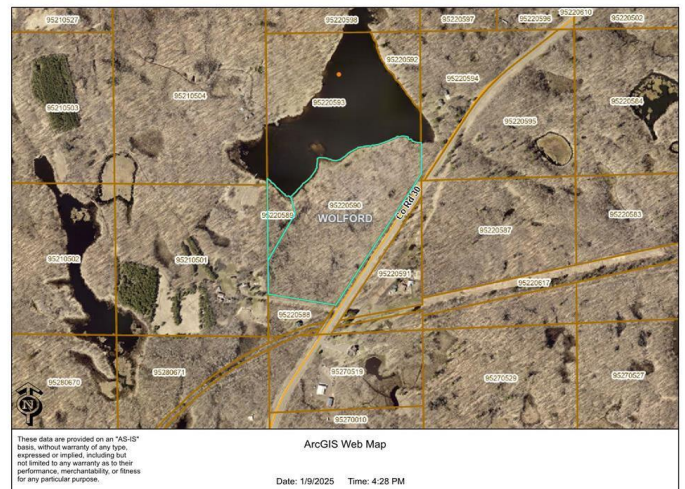 95210527
95220598
95220597
95220596
95220610
95220502
95220592
95220594
95210503
95210504
95220593
95220584
95220595
95220589
95220590
WOLFORD
Co Rd 30
95220583
95220587
95210502
95210501
95220591
95220617
95220588
95280670
95280671
95270519
95270529
95270527
95270010
N
These data are provided on an "AS-IS"
basis, without warranty of any type,
expressed or implied, including but
not limited to any warranty as to their
performance, merchantability, or fitness
for any particular purpose.
ArcGIS Web Map
Date: 1/9/2025 Time: 4:28 PM